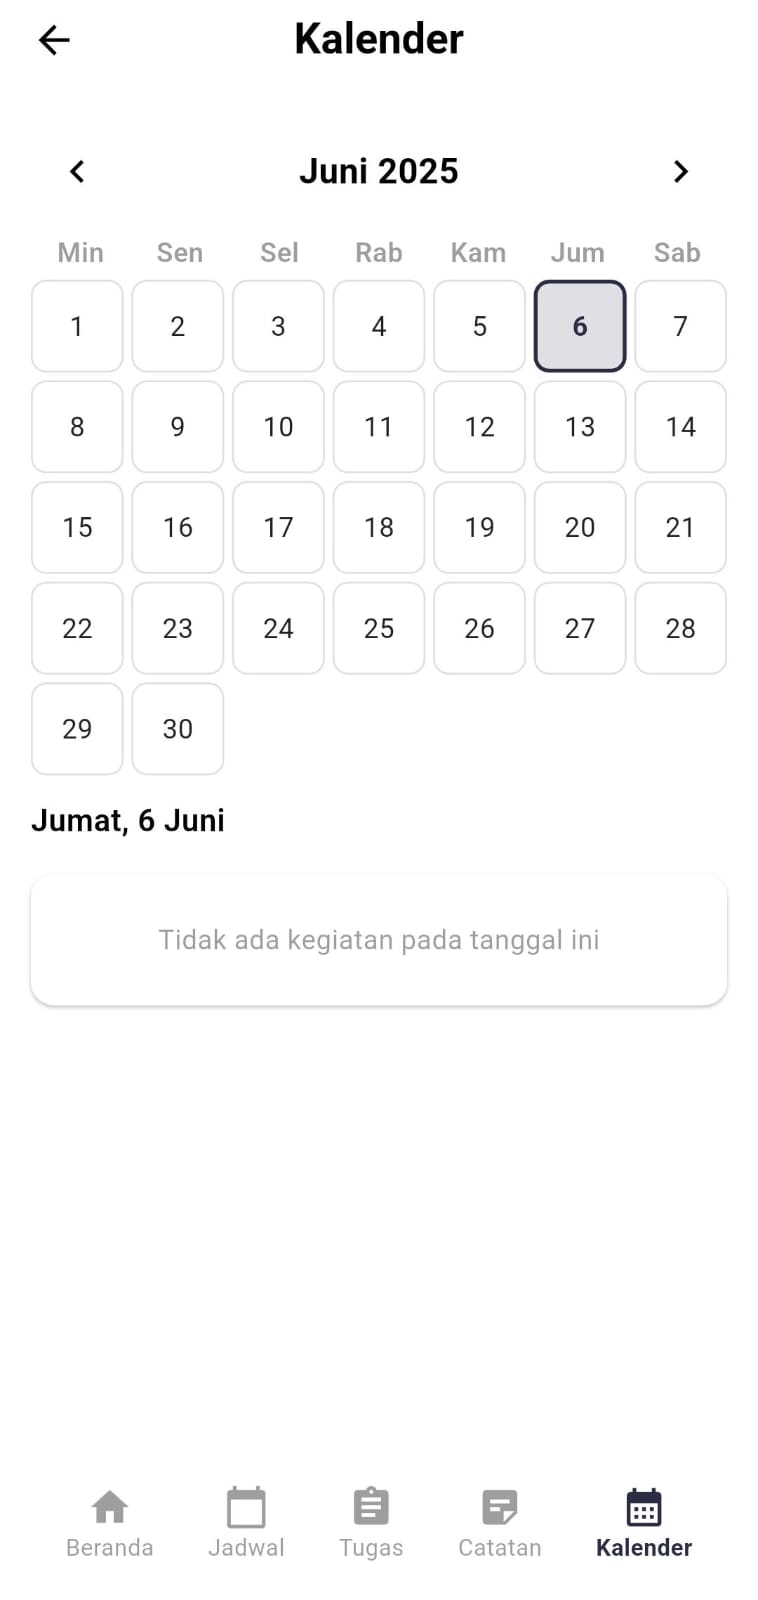 Kalender
Juni 2025
Min Sen Sel Rab Kam Jum Sab
1 2 3 4 5 6 7
8 9 10 11 12 13 14
15 16 17 18 19 20 21
22 23 24 25 26 27 28
29 30
Jumat, 6 Juni
Tidak ada kegiatan pada tanggal ini
Beranda Jadwal Tugas Catatan Kalender